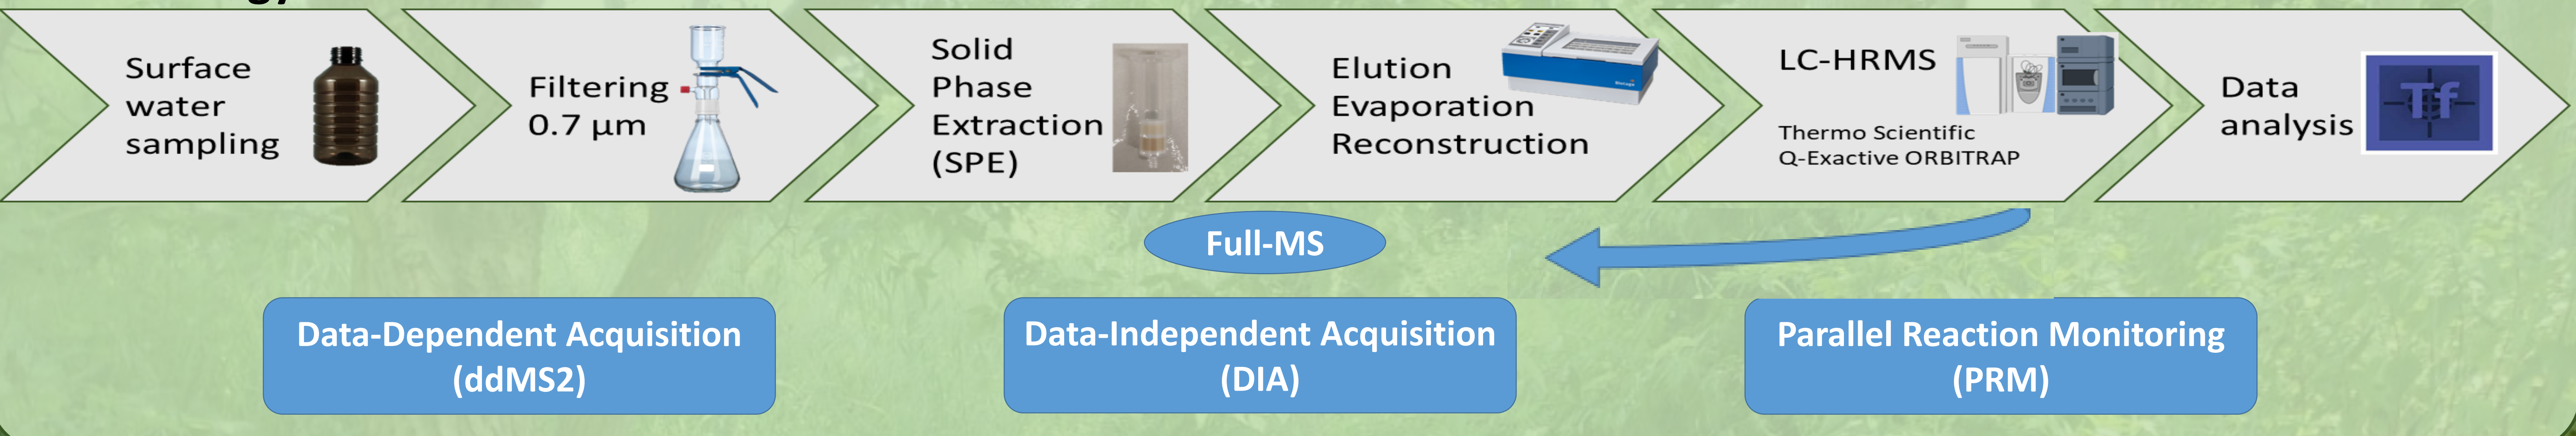 Surface
water
sampling
Filtering
0.7 µm
Solid
Phase
Extraction
(SPE)
Elution
Evaporation
Reconstruction
LC-HRMS
Thermo Scientific
Q-Exactive ORBITRAP
Data
analysis
Tf
Full-MS
Data-Dependent Acquisition
(ddMS2)
Data-Independent Acquisition
(DIA)
Parallel Reaction Monitoring
(PRM)